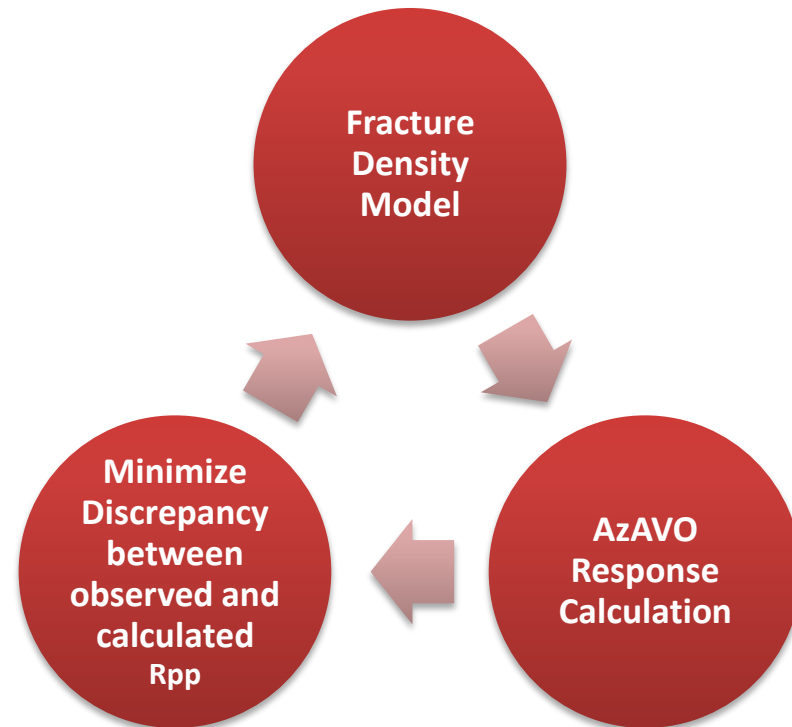 Fracture
Density
Model
AzAVO
Response
Calculation
Minimize
Discrepancy
between
observed and
calculated
Rpp